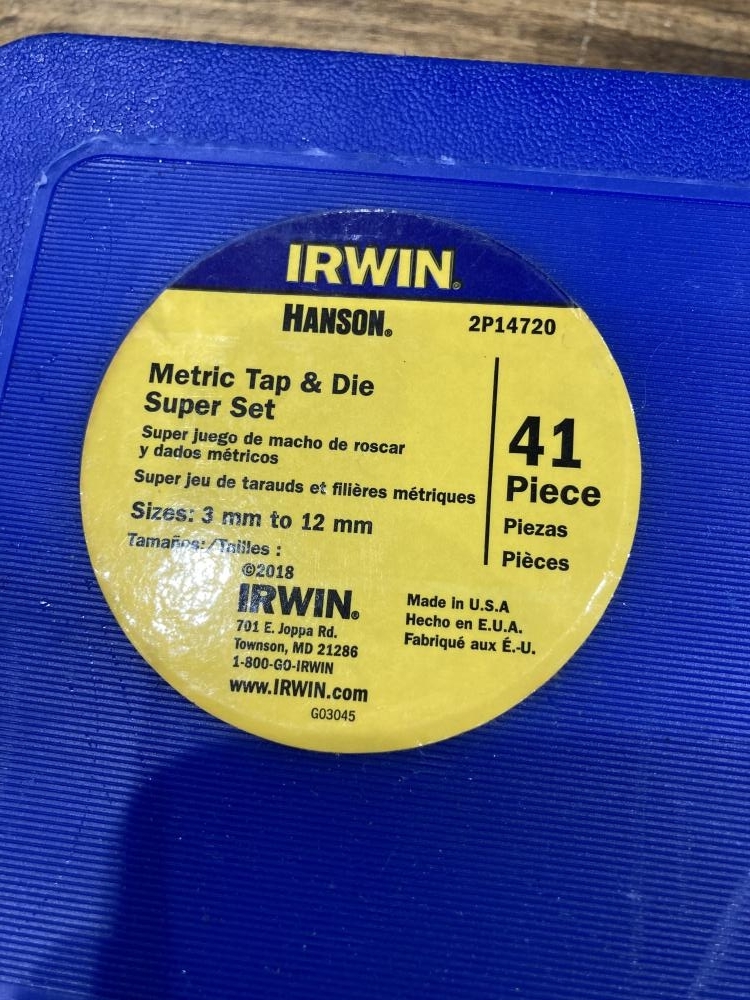 IRWIN®
HANSON®
2P14720
Metric Tap & Die
Super Set
Super juego de macho de roscar
y dados métricos
Super jeu de tarauds et filières métriques
Sizes: 3 mm to 12 mm
Tamaños:/Tailles :
41
Piece
Piezas
Pièces
©2018
IRWIN®
701 E. Joppa Rd.
Townson, MD 21286
1-800-GO-IRWIN
www.IRWIN.com
G03045
Made in U.S.A
Hecho en E.U.A.
Fabriqué aux É.-U.